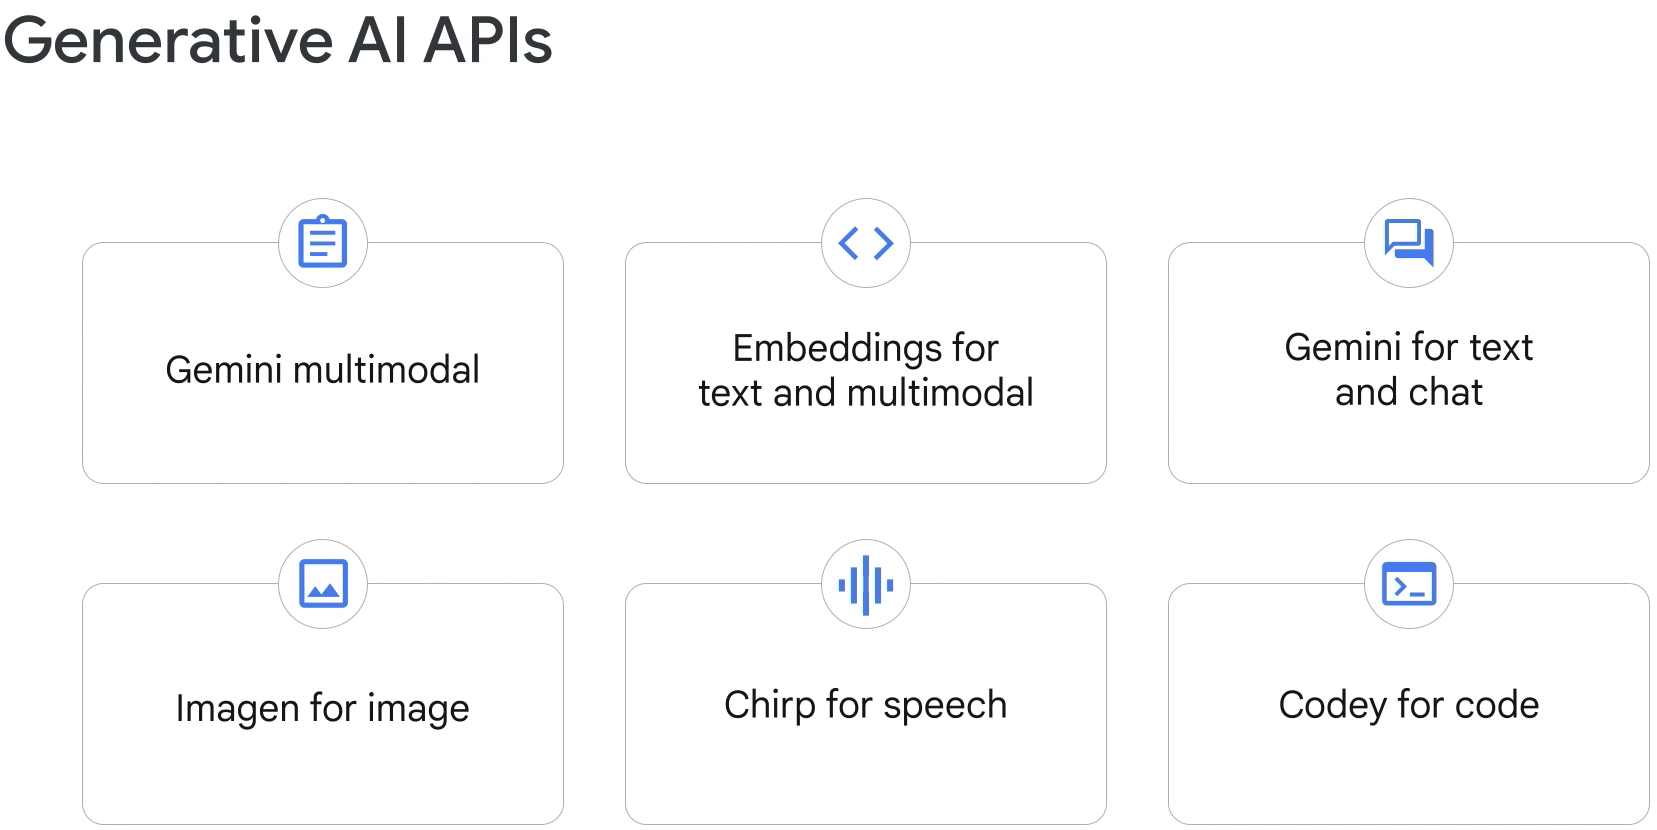 Generative AI APIs
Gemini multimodal
Embeddings for
text and multimodal
Gemini for text
and chat
Imagen for image
Chirp for speech
Codey for code